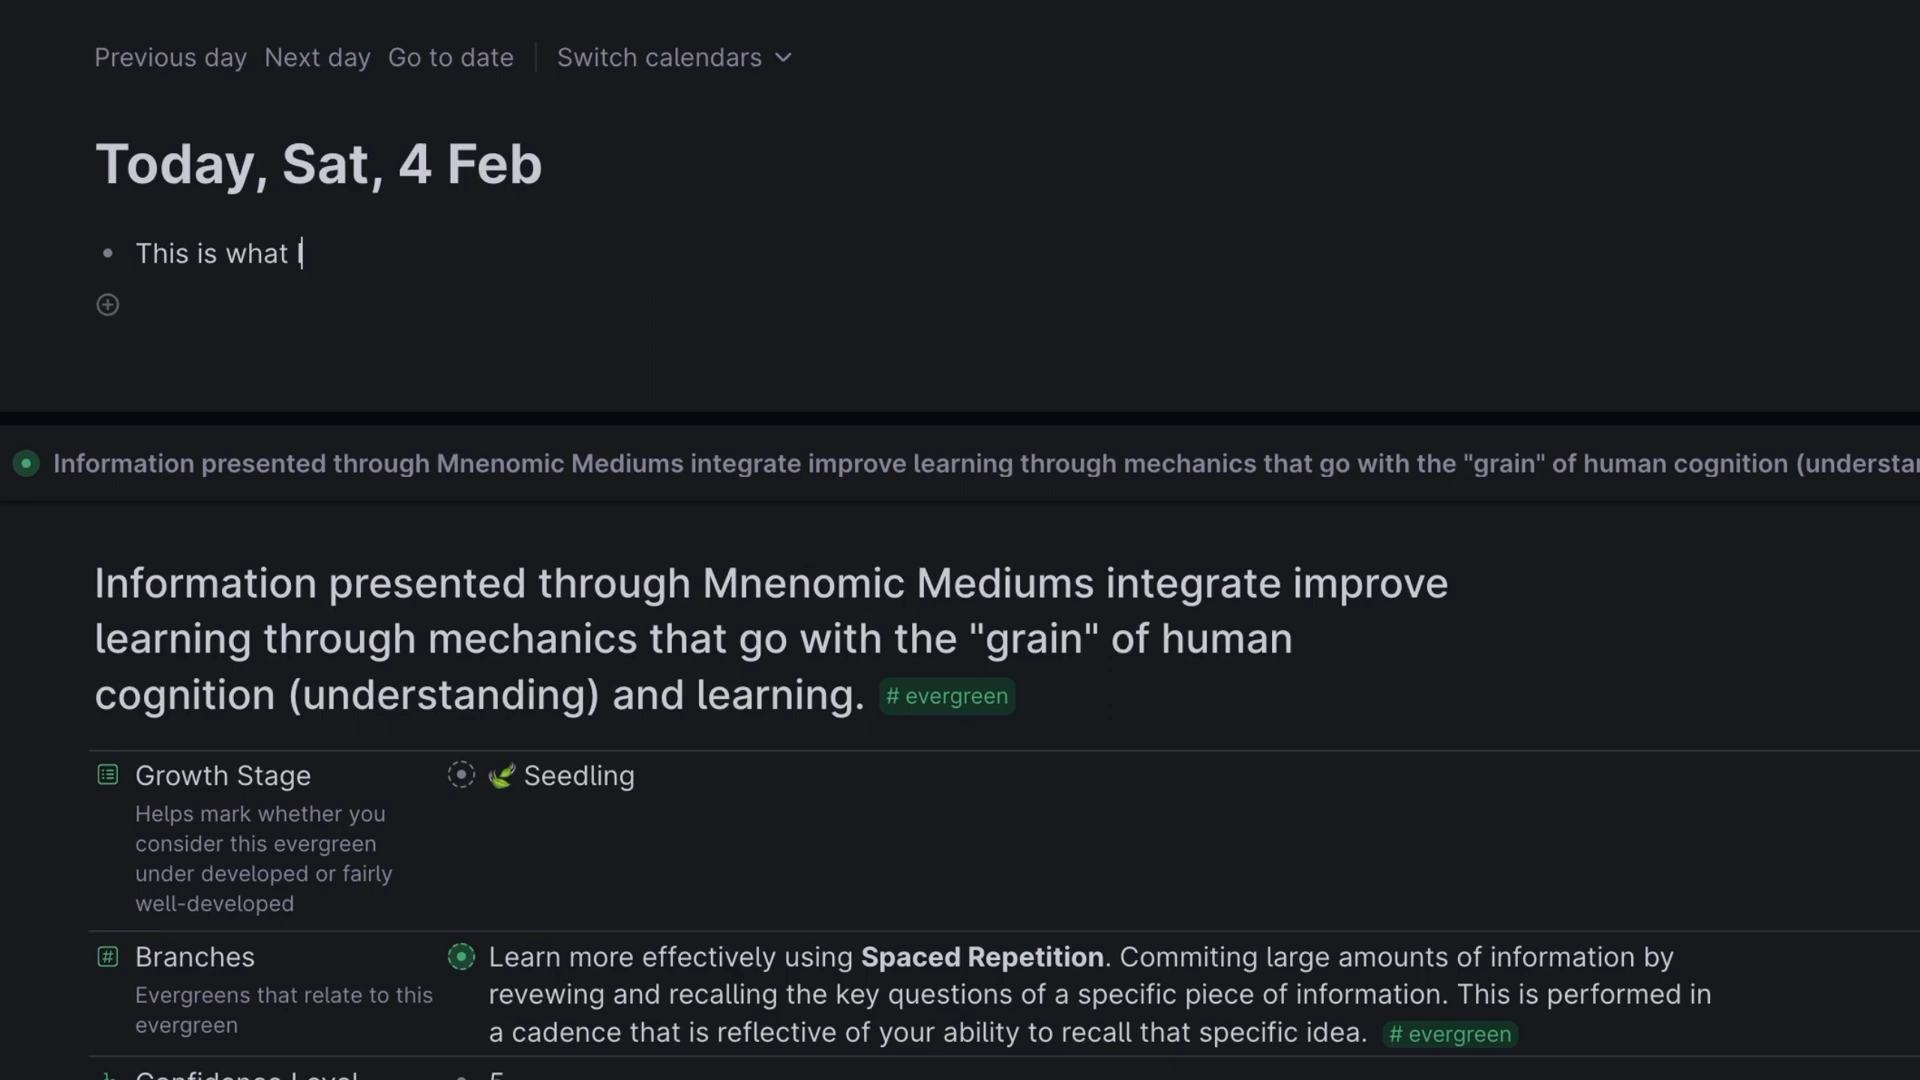 Previous day Next day Go to date Switch calendars
Today, Sat, 4 Feb
This is what I
Information presented through Mnenomic Mediums integrate improve learning through mechanics that go with the "grain" of human cognition
Information presented through Mnenomic Mediums integrate improve
learning through mechanics that go with the "grain" of human
cognition (understanding) and learning. # evergreen
Growth Stage
Seedling
Helps mark whether you
consider this evergreen
under developed or fairly
well-developed
Branches
Evergreens that relate to this
evergreen
Learn more effectively using Spaced Repetition. Commiting large amounts of information by
revewing and recalling the key questions of a specific piece of information. This is performed in
a cadence that is reflective of your ability to recall that specific idea. # evergreen
Confidence Level